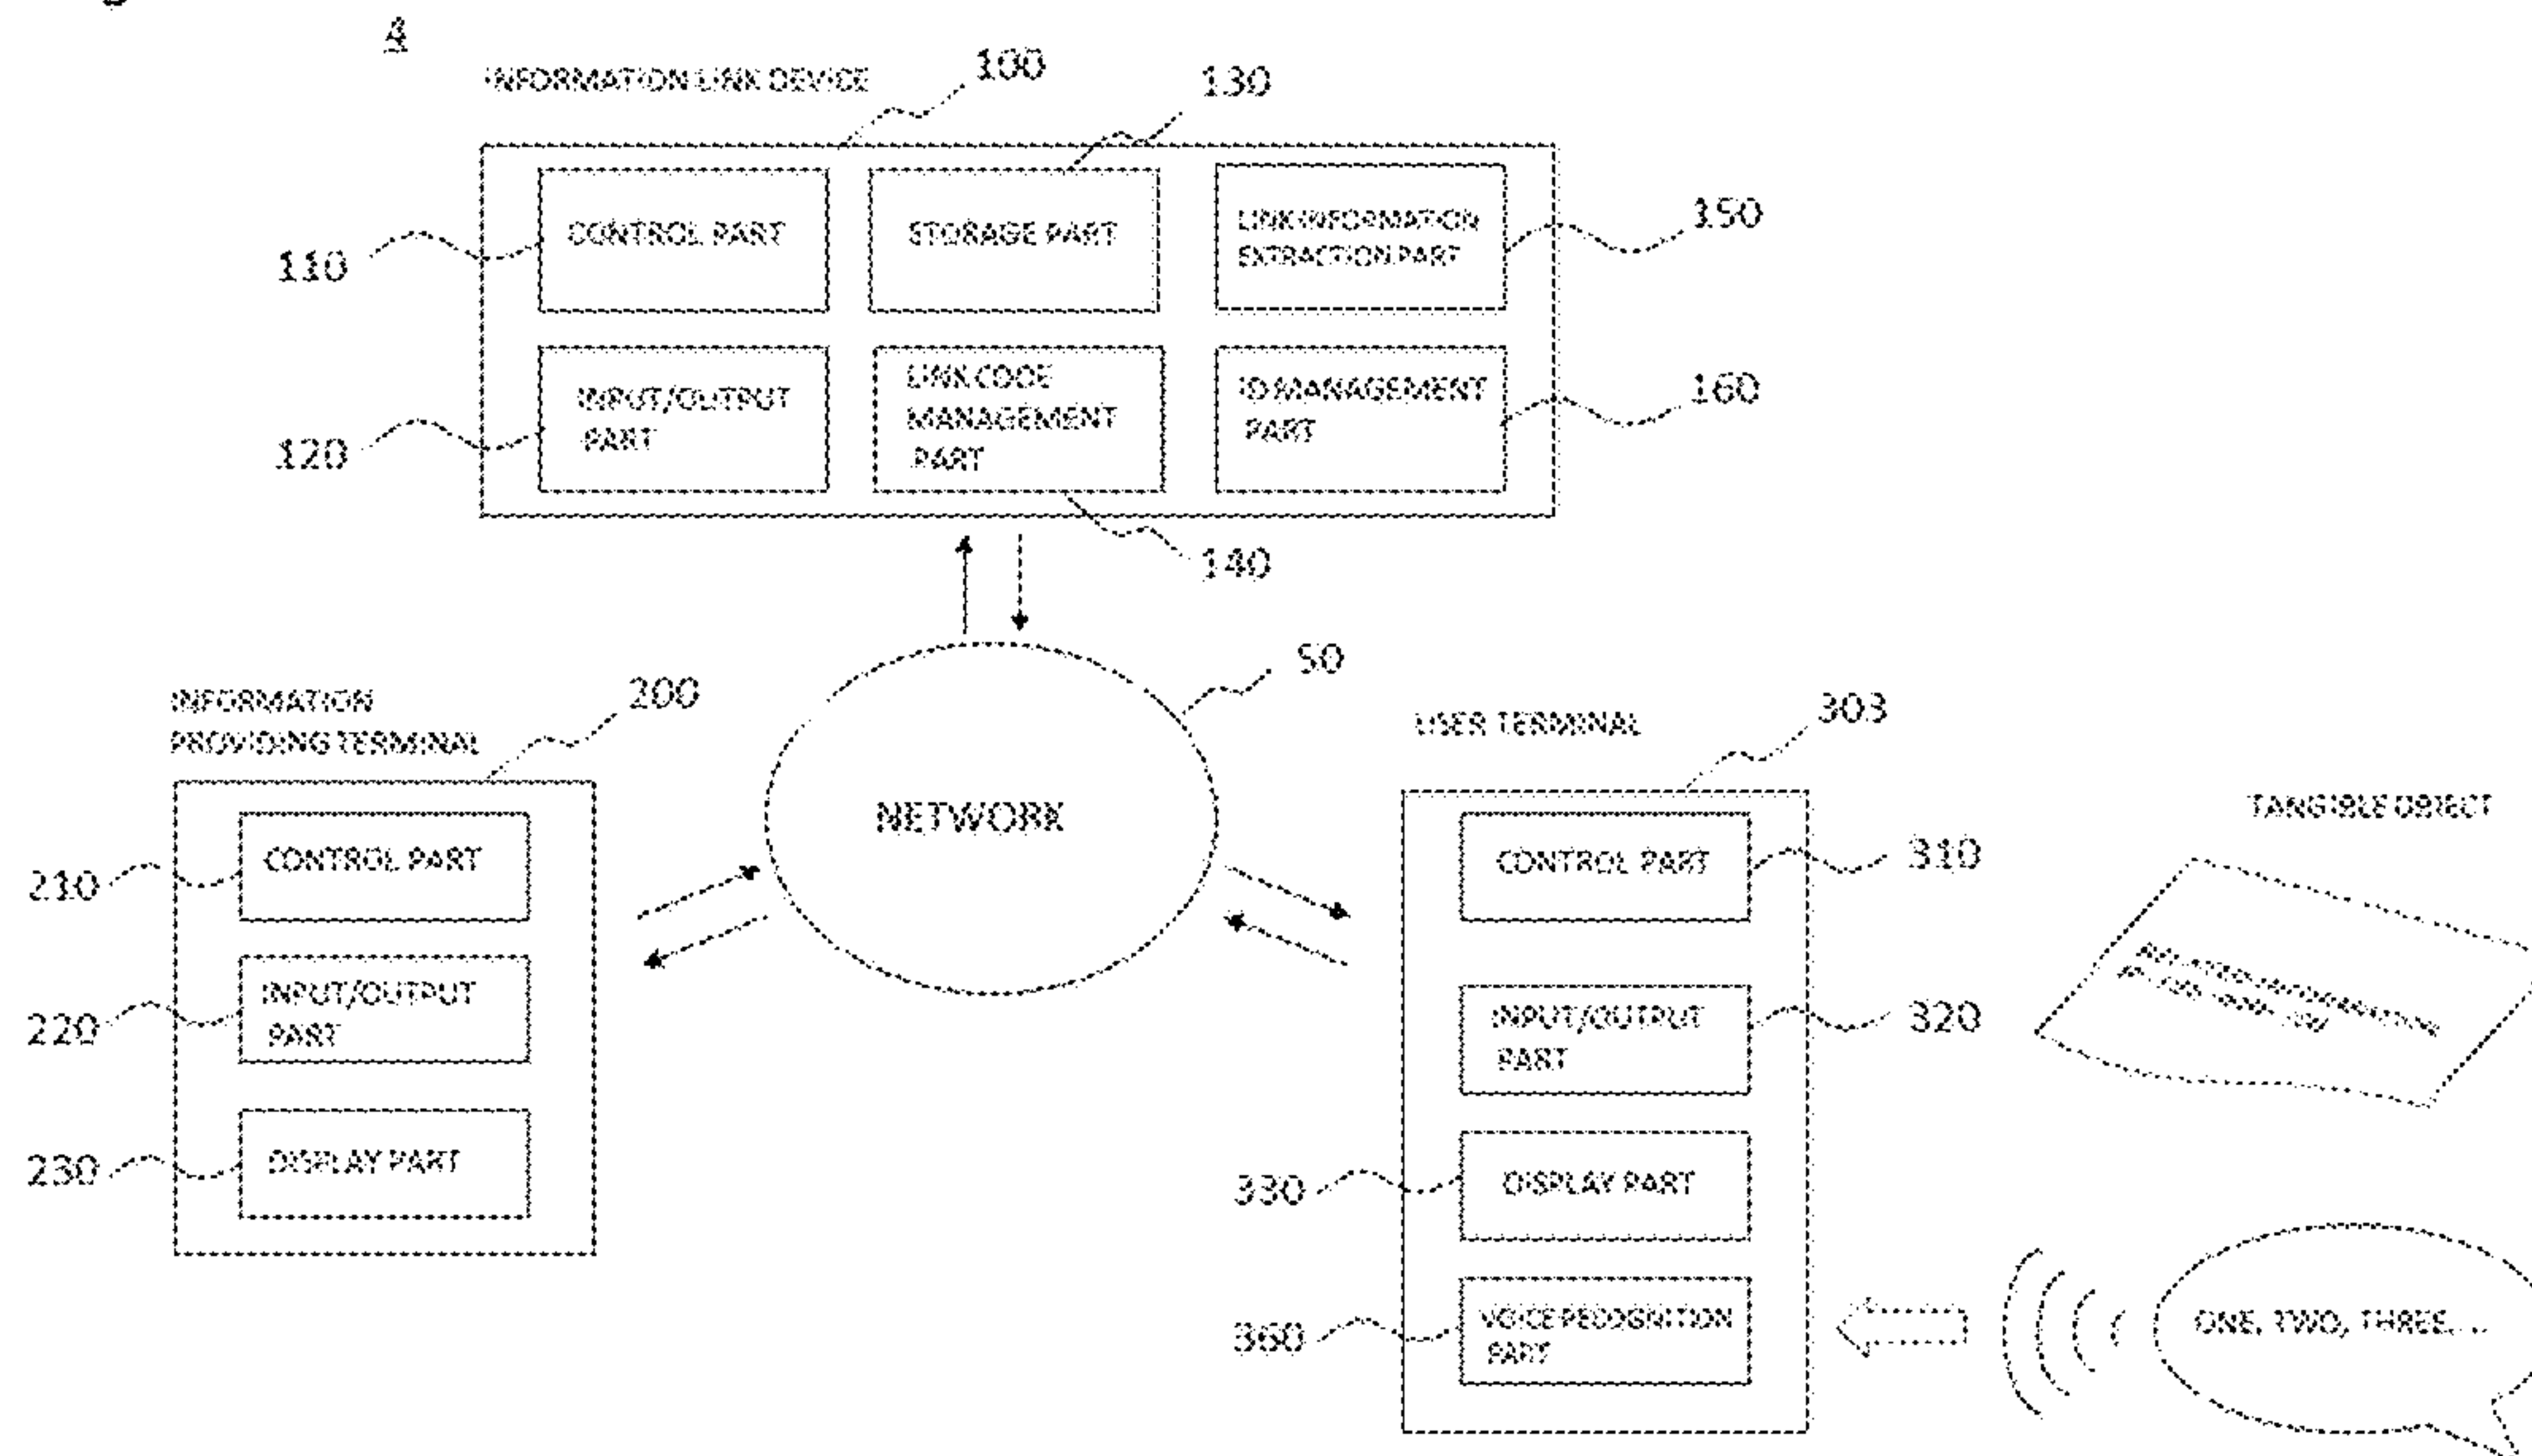 4
INFORMATION LINK DEVICE
100
130
CONTROL PART
STORAGE PART
LINK INFORMATION
EXTRACTION PART
150
110
INPUT/OUTPUT
PART
LINK CODE
MANAGEMENT
PART
ID MANAGEMENT
PART
160
120
140
50
NETWORK
INFORMATION
PROVIDING TERMINAL
200
CONTROL PART
210
INPUT/OUTPUT
PART
220
DISPLAY PART
230
USER TERMINAL
303
CONTROL PART
310
INPUT/OUTPUT
PART
320
DISPLAY PART
330
VOICE RECOGNITION
PART
360
TANGIBLE OBJECT
ONE, TWO, THREE, ...